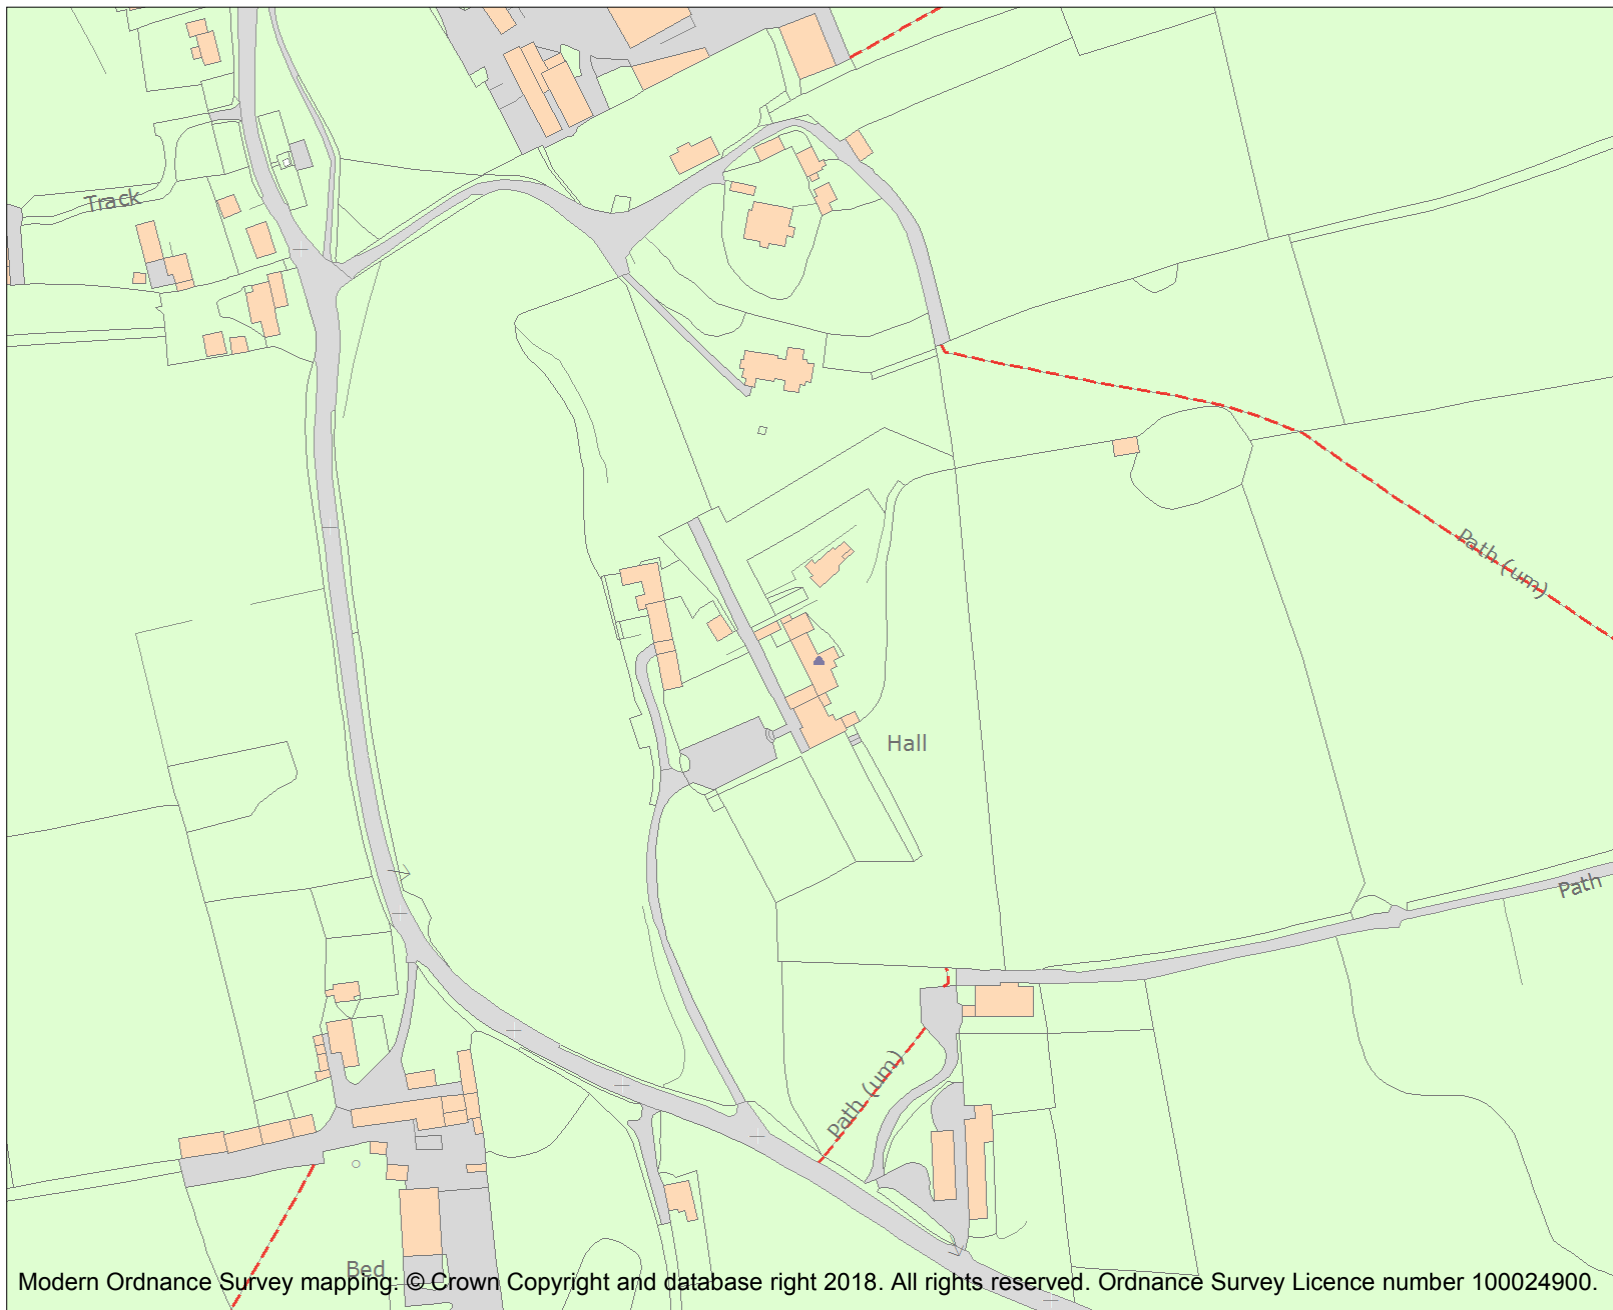 Track
Path (um)
Hall
Path
Path (um)
Bed
Modern Ordnance Survey mapping: © Crown Copyright and database right 2018. All rights reserved. Ordnance Survey Licence number 100024900.